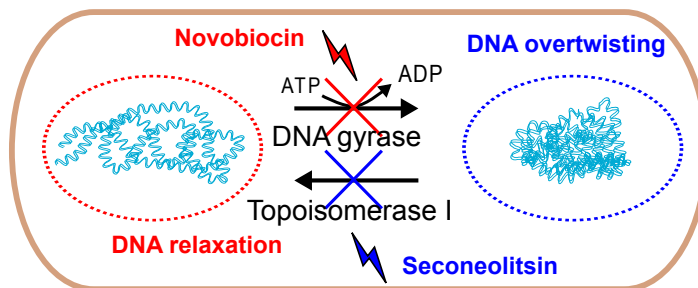 Novobiocin
DNA overtwisting
ATP
ADP
DNA gyrase
Topoisomerase I
DNA relaxation
Seconeolitsin